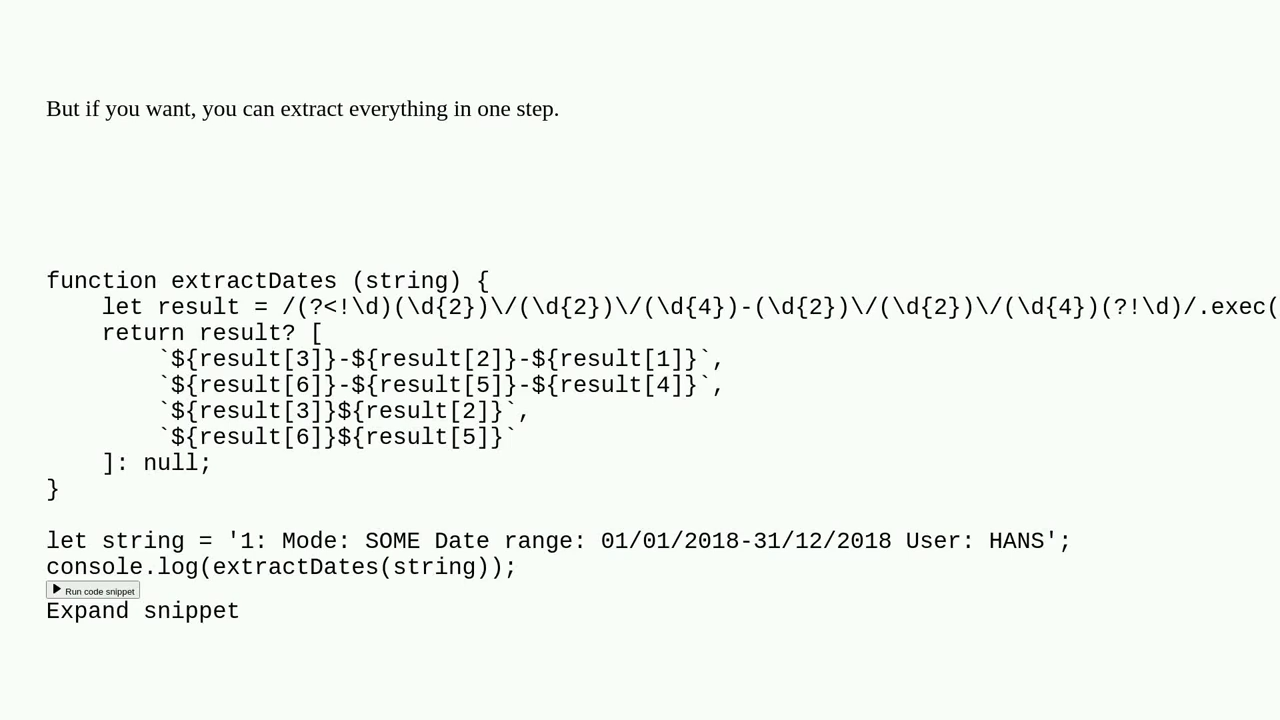 But if you want, you can extract everything in one step.
function extractDates (string) {
    let result = /(?<!\d)(\d{2})\/(\d{2})\/(\d{4})-(\d{2})\/(\d{2})\/(\d{4})(?!\d)/.exec(
    return result? [
        `${result[3]}-${result[2]}-${result[1]}`,
        `${result[6]}-${result[5]}-${result[4]}`,
        `${result[3]}${result[2]}`,
        `${result[6]}${result[5]}`
    ]: null;
}
let string = '1: Mode: SOME Date range: 01/01/2018-31/12/2018 User: HANS';
console.log(extractDates(string));
Run code snippet
Expand snippet